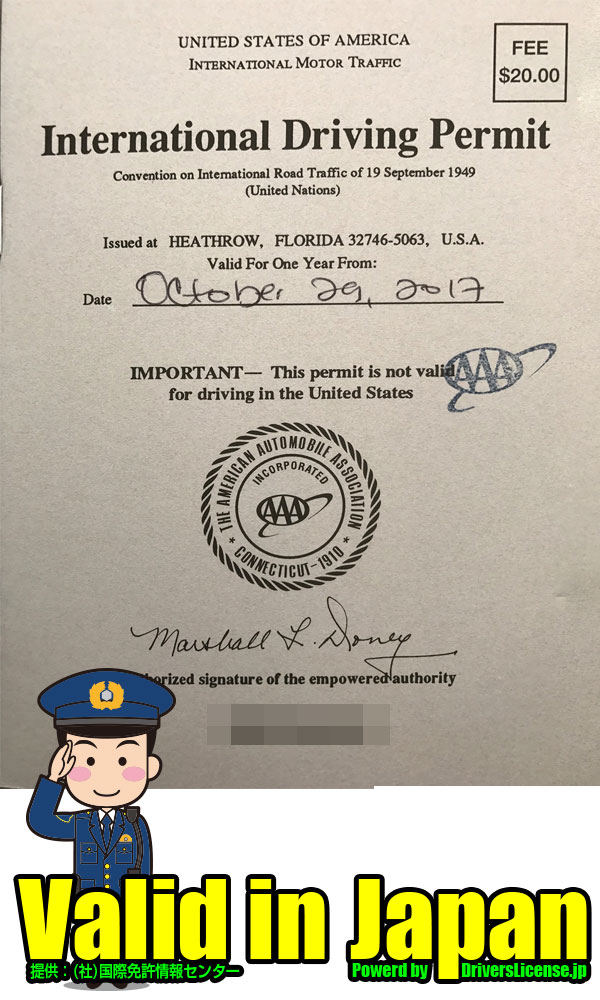 UNITED STATES OF AMERICA
INTERNATIONAL MOTOR TRAFFIC
FEE
$20.00
International Driving Permit
Convention on International Road Traffic of 19 September 1949
(United Nations)
Issued at HEATHROW, FLORIDA 32746-5063, U.S.A.
Valid For One Year From:
Date October 29, 2017
IMPORTANT— This permit is not valid
for driving in the United States
AAA
THE AMERICAN AUTOMOBILE ASSOCIATION
INCORPORATED
AAA
★ CONNECTICUT-1910 ★
Marshall L. Doney
orized signature of the empowered authority
Valid in Japan
提供：（社）国際免許情報センター
Powerd by DriversLicense.jp